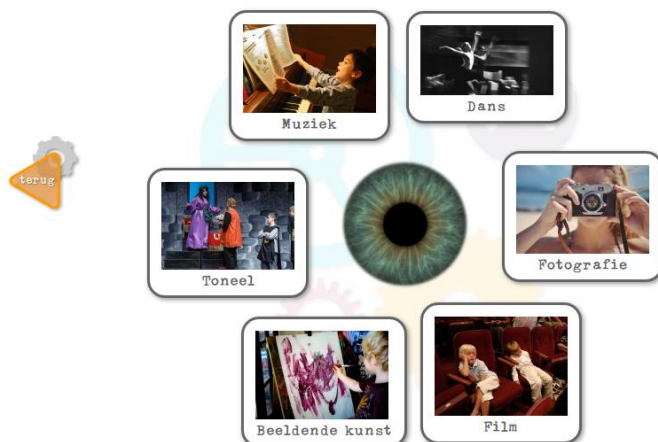 Muziek
Dans
terug
Toneel
Fotografie
Beeldende kunst
Film